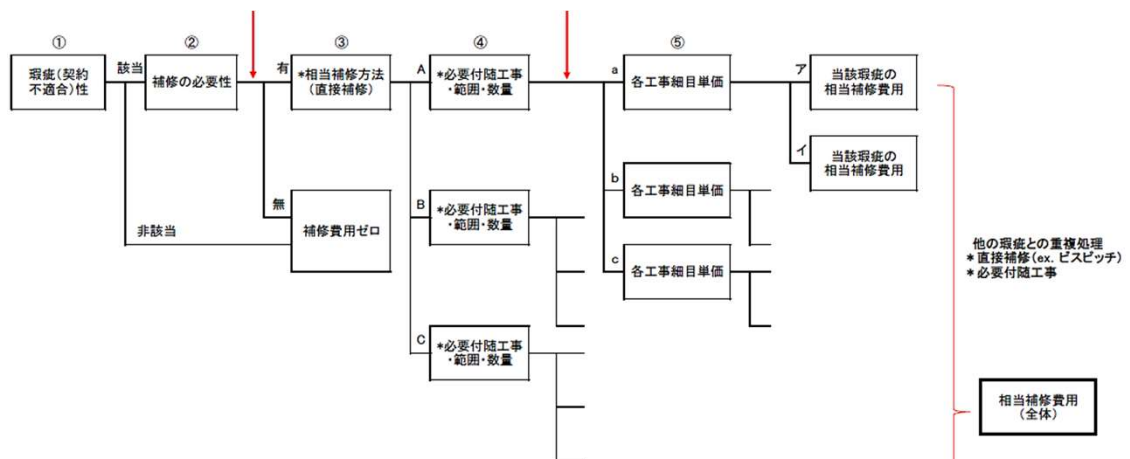 ①
瑕疵(契約
不適合)性
該当
非該当
②
補修の必要性
有
無
補修費用ゼロ
③
*相当補修方法
(直接補修)
A
B
C
④
*必要付随工事
・範囲・数量
*必要付随工事
・範囲・数量
*必要付随工事
・範囲・数量
a
b
c
⑤
各工事細目単価
各工事細目単価
各工事細目単価
ア
当該瑕疵の
相当補修費用
イ
当該瑕疵の
相当補修費用
他の瑕疵との重複処理
*直接補修(ex. ビスピッチ)
*必要付随工事
相当補修費用
(全体)